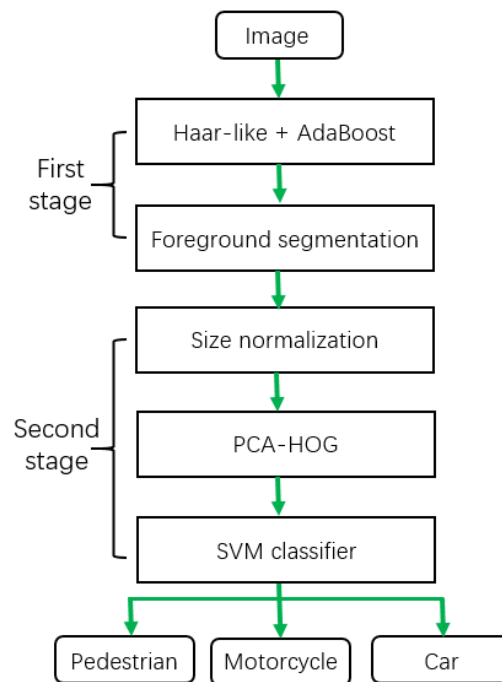 Image
Haar-like + AdaBoost
First
stage
Foreground segmentation
Size normalization
Second
stage
PCA-HOG
SVM classifier
Pedestrian
Motorcycle
Car